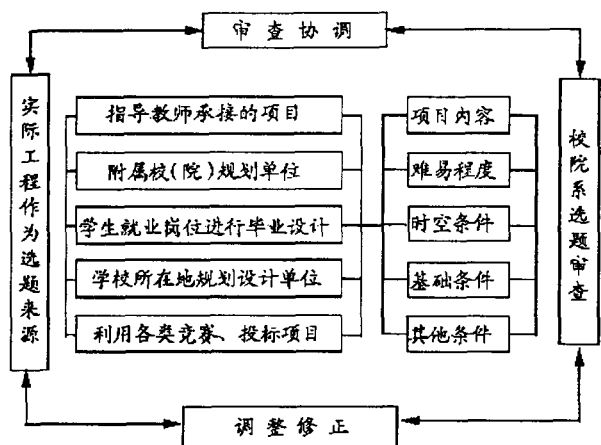 审查协调
实际工程作为选题来源
指导教师承接的项目
附属校(院)规划单位
学生就业岗位进行毕业设计
学校所在地规划设计单位
利用各类竞赛、投标项目
项目内容
难易程度
时空条件
基础条件
其他条件
校院系选题审查
调整修正